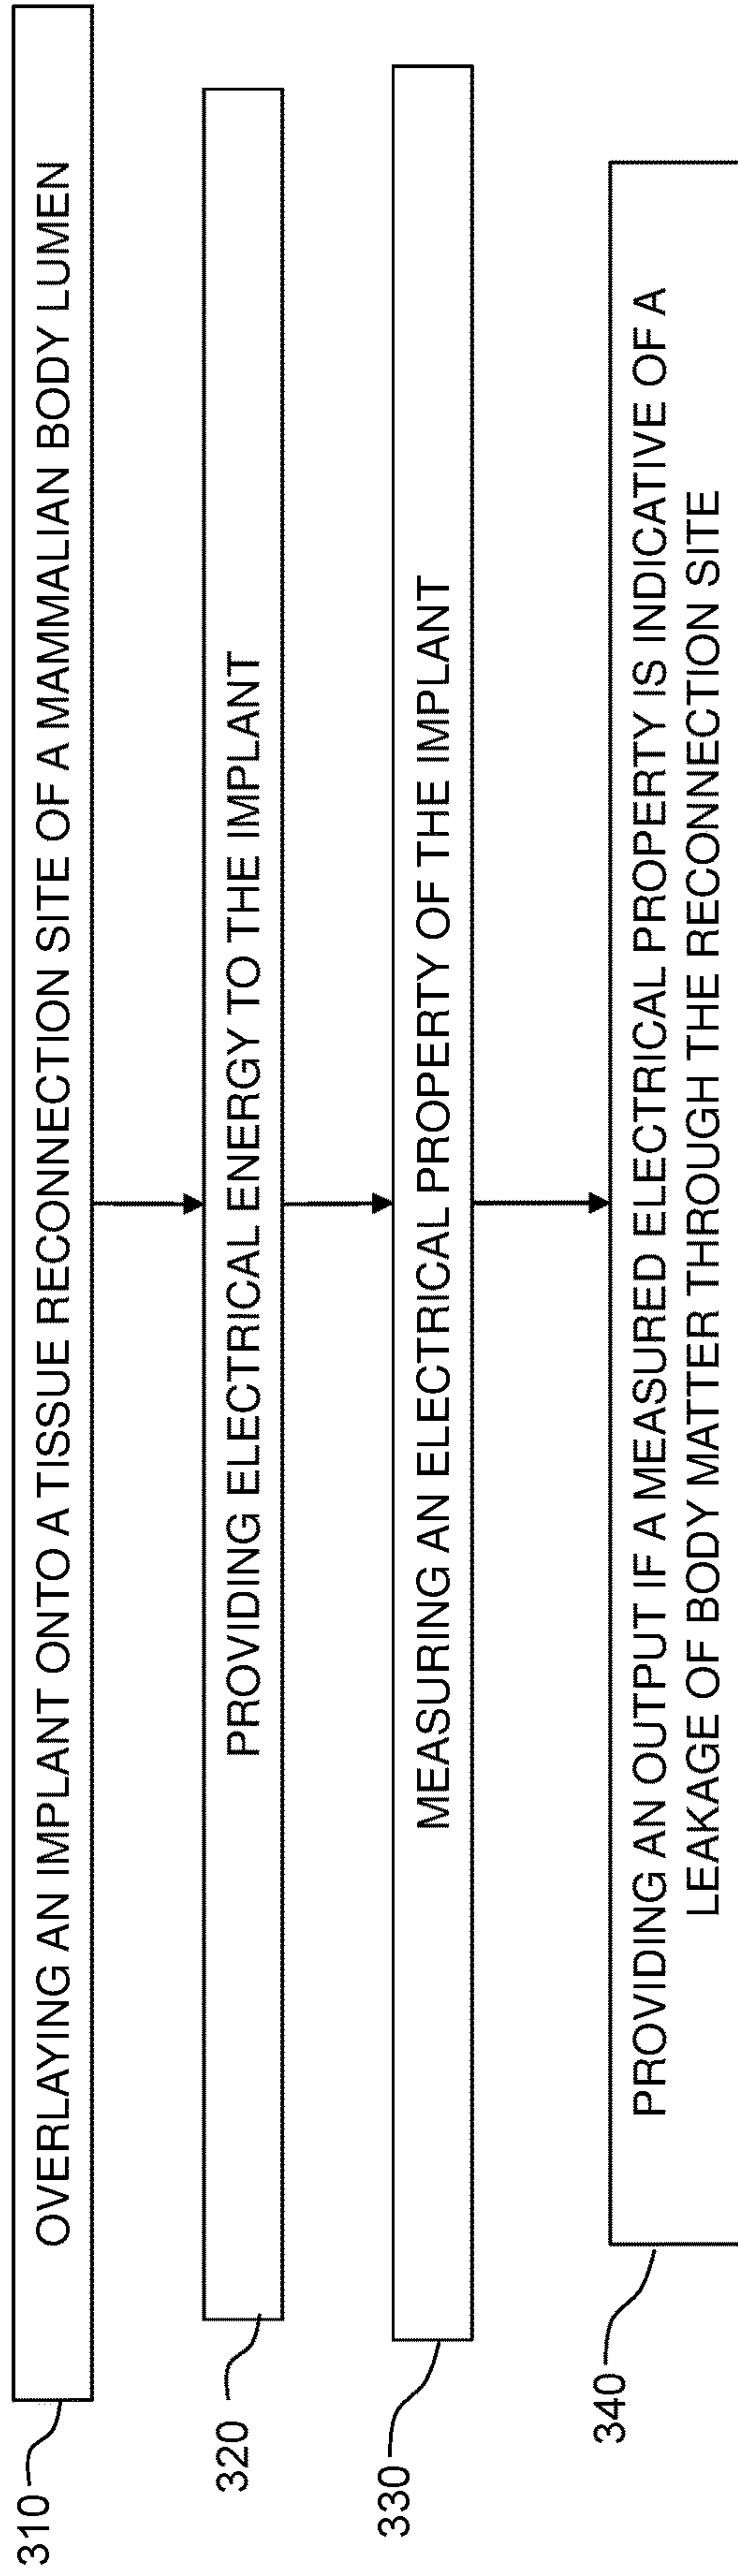 310
OVERLAYING AN IMPLANT ONTO A TISSUE RECONNECTION SITE OF A MAMMALIAN BODY LUMEN
320
PROVIDING ELECTRICAL ENERGY TO THE IMPLANT
330
MEASURING AN ELECTRICAL PROPERTY OF THE IMPLANT
340
PROVIDING AN OUTPUT IF A MEASURED ELECTRICAL PROPERTY IS INDICATIVE OF A
LEAKAGE OF BODY MATTER THROUGH THE RECONNECTION SITE